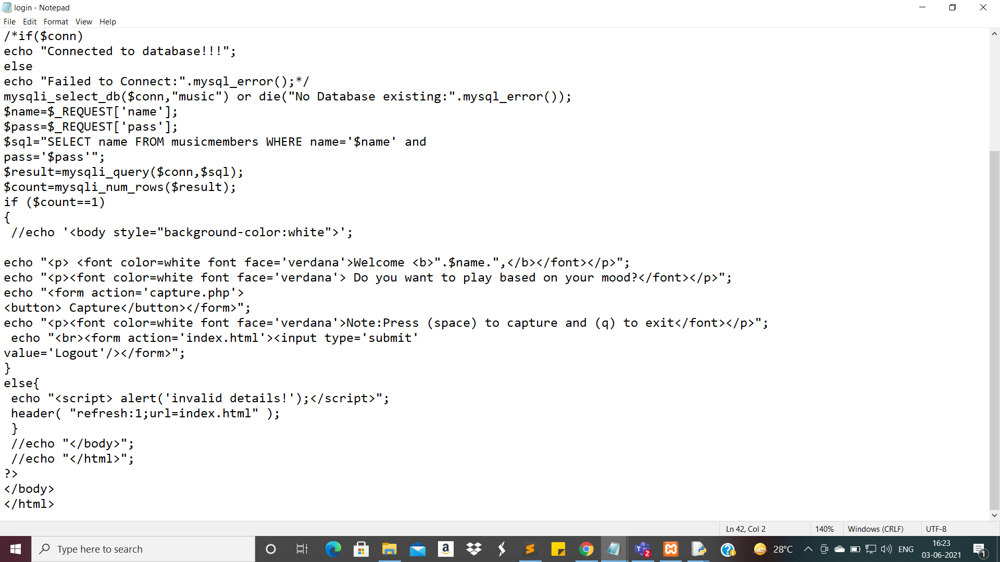 login - Notepad
File Edit Format View Help
/*if($conn)
echo "Connected to database!!!";
else
echo "Failed to Connect:".mysql_error();*/
mysqli_select_db($conn,"music") or die("No Database existing:".mysql_error());
$name=$_REQUEST['name'];
$pass=$_REQUEST['pass'];
$sql="SELECT name FROM musicmembers WHERE name='$name' and
pass='$pass'";
$result=mysqli_query($conn,$sql);
$count=mysqli_num_rows($result);
if ($count==1)
{
//echo '<body style="background-color:white">';
echo "<p> <font color=white font face='verdana'>Welcome <b>".$name.",</b></font></p>";
echo "<p><font color=white font face='verdana'> Do you want to play based on your mood?</font></p>";
echo "<form action='capture.php'>
<button> Capture</button></form>";
echo "<p><font color=white font face='verdana'>Note:Press (space) to capture and (q) to exit</font></p>";
echo "<br><form action='index.html'><input type='submit'
value='Logout'/></form>";
}
else{
echo "<script> alert('invalid details!');</script>";
header( "refresh:1;url=index.html" );
}
//echo "</body>";
//echo "</html>";
?>
</body>
</html>
Ln 42, Col 2 140% Windows (CRLF) UTF-8
Type here to search
28°C ENG
16:23
03-06-2021
2
1